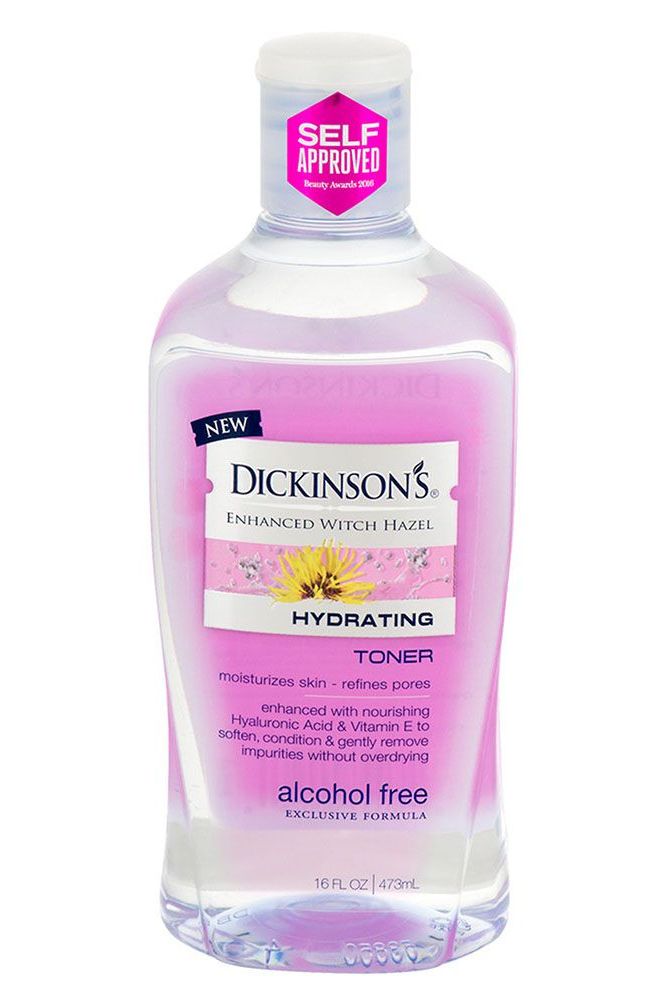 SELF
APPROVED
Beauty Awards 2016
DICKINSON'S
NEW
DICKINSON'S®
ENHANCED WITCH HAZEL
HYDRATING
TONER
moisturizes skin - refines pores
enhanced with nourishing
Hyaluronic Acid & Vitamin E to
soften, condition & gently remove
impurities without overdrying
alcohol free
EXCLUSIVE FORMULA
16 FL OZ | 473mL